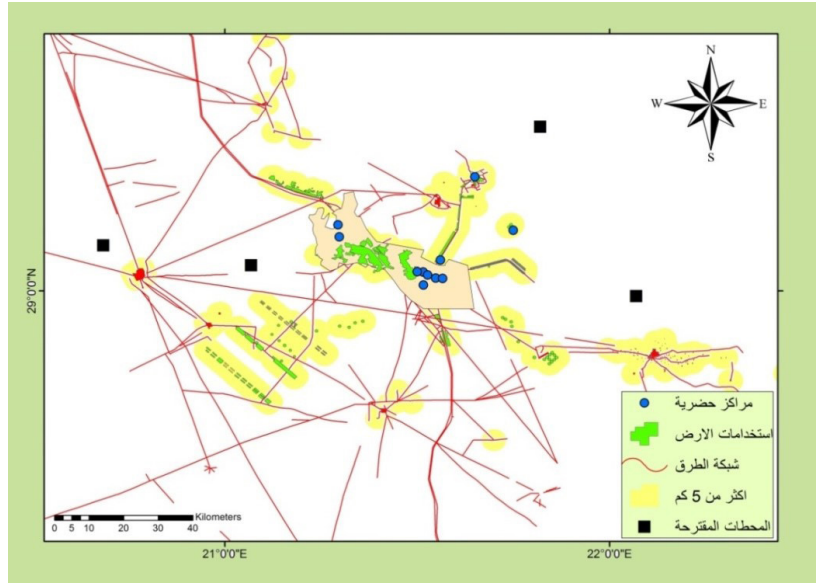 N
W E
S
29°0'0"N
مراكز حضرية
استخدامات الارض
شبكة الطرق
اكثر من 5 كم
المحطات المقترحة
Kilometers
0 5 10 20 30 40
21°0'0"E 22°0'0"E